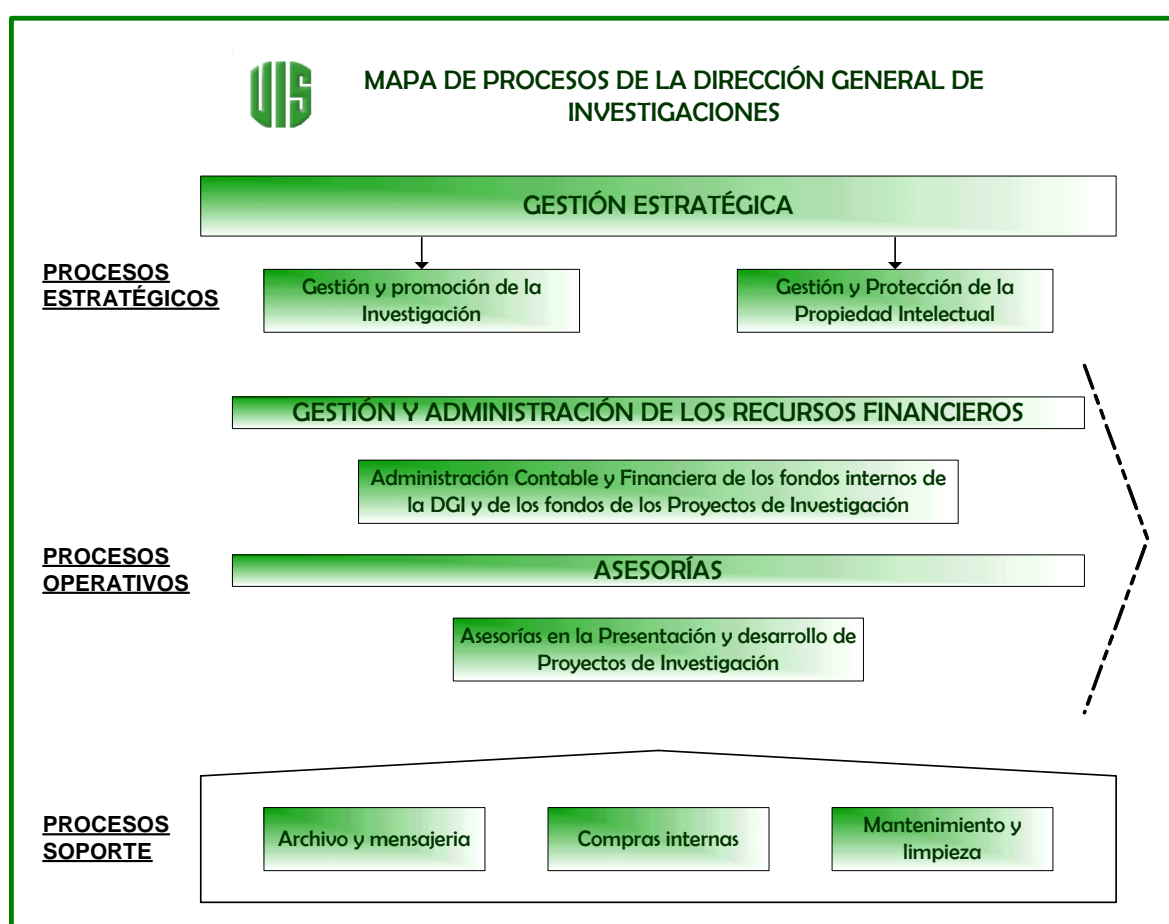 UIS
MAPA DE PROCESOS DE LA DIRECCIÓN GENERAL DE
INVESTIGACIONES
GESTIÓN ESTRATÉGICA
PROCESOS
ESTRATÉGICOS
Gestión y promoción de la
Investigación
Gestión y Protección de la
Propiedad Intelectual
GESTIÓN Y ADMINISTRACIÓN DE LOS RECURSOS FINANCIEROS
Administración Contable y Financiera de los fondos internos de
la DGI y de los fondos de los Proyectos de Investigación
PROCESOS
OPERATIVOS
ASESORÍAS
Asesorías en la Presentación y desarrollo de
Proyectos de Investigación
PROCESOS
SOPORTE
Archivo y mensajeria
Compras internas
Mantenimiento y
limpieza